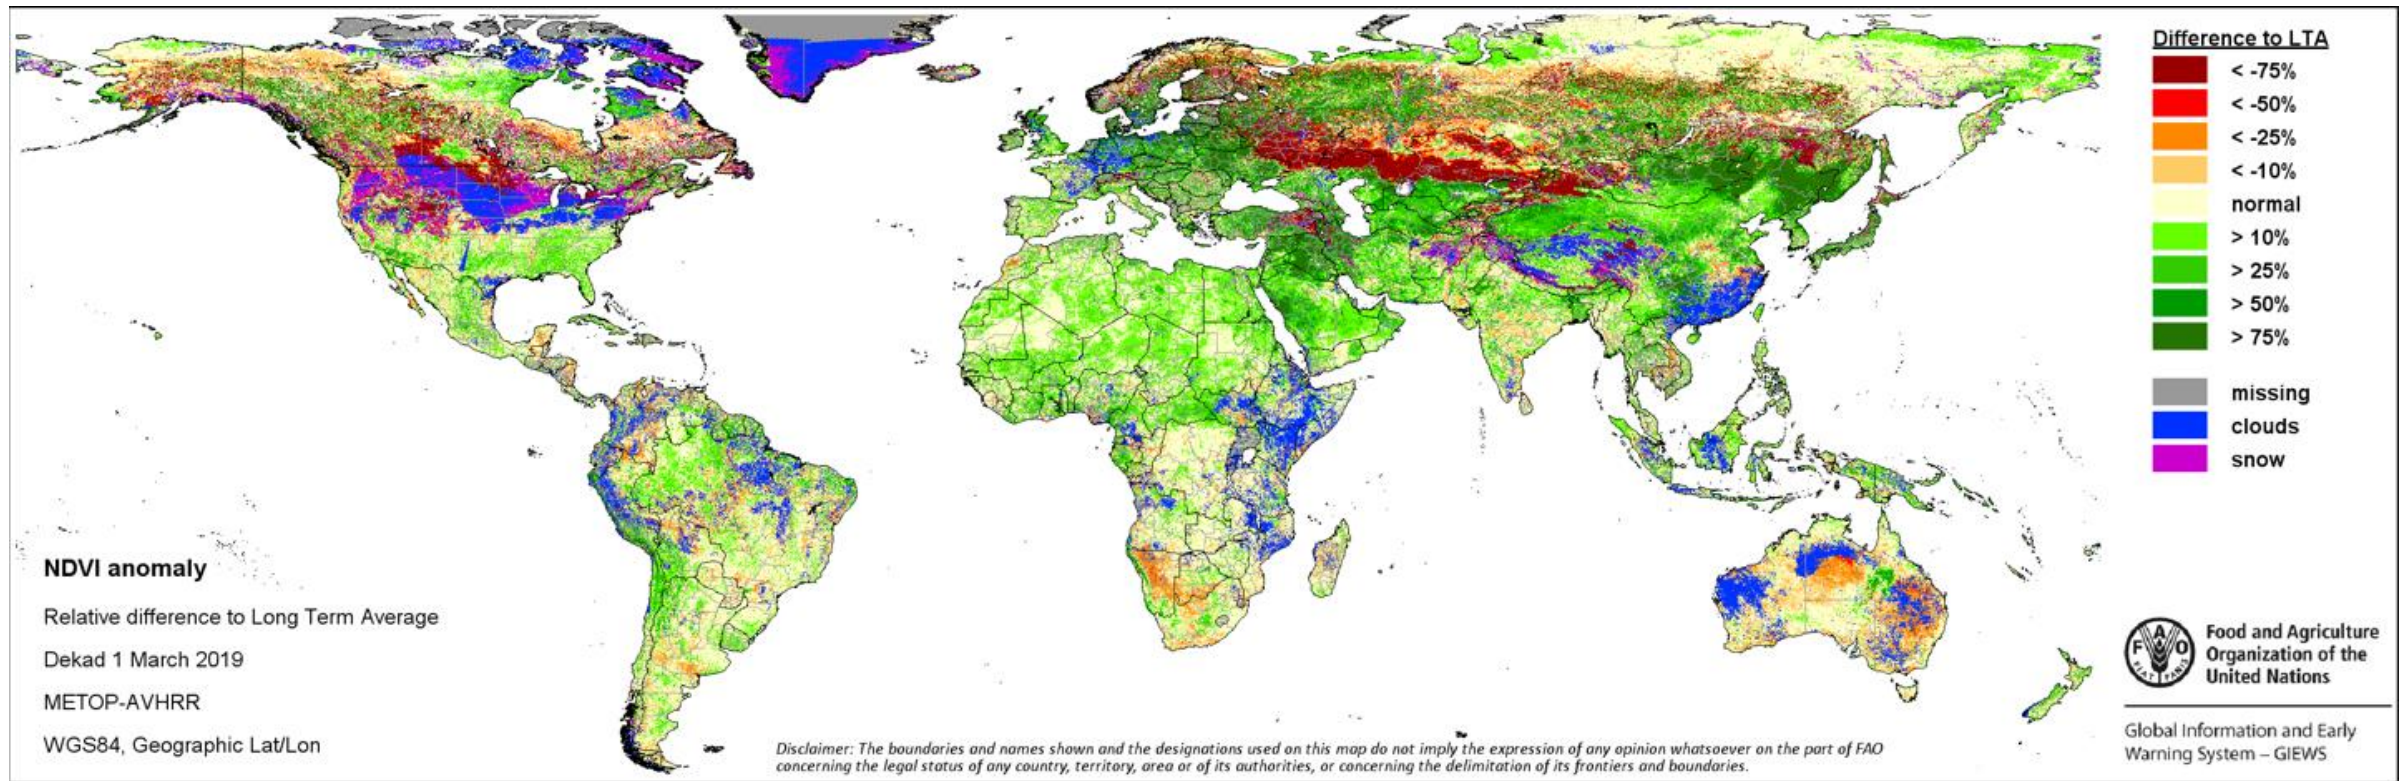 Difference to LTA
< -75%
< -50%
< -25%
< -10%
normal
> 10%
> 25%
> 50%
> 75%
missing
clouds
snow
NDVI anomaly
Relative difference to Long Term Average
Dekad 1 March 2019
METOP-AVHRR
WGS84, Geographic Lat/Lon
Disclaimer: The boundaries and names shown and the designations used on this map do not imply the expression of any opinion whatsoever on the part of FAO
concerning the legal status of any country, territory, area or of its authorities, or concerning the delimitation of its frontiers and boundaries.
F A O
FIAT PANIS
Food and Agriculture
Organization of the
United Nations
Global Information and Early
Warning System – GIEWS